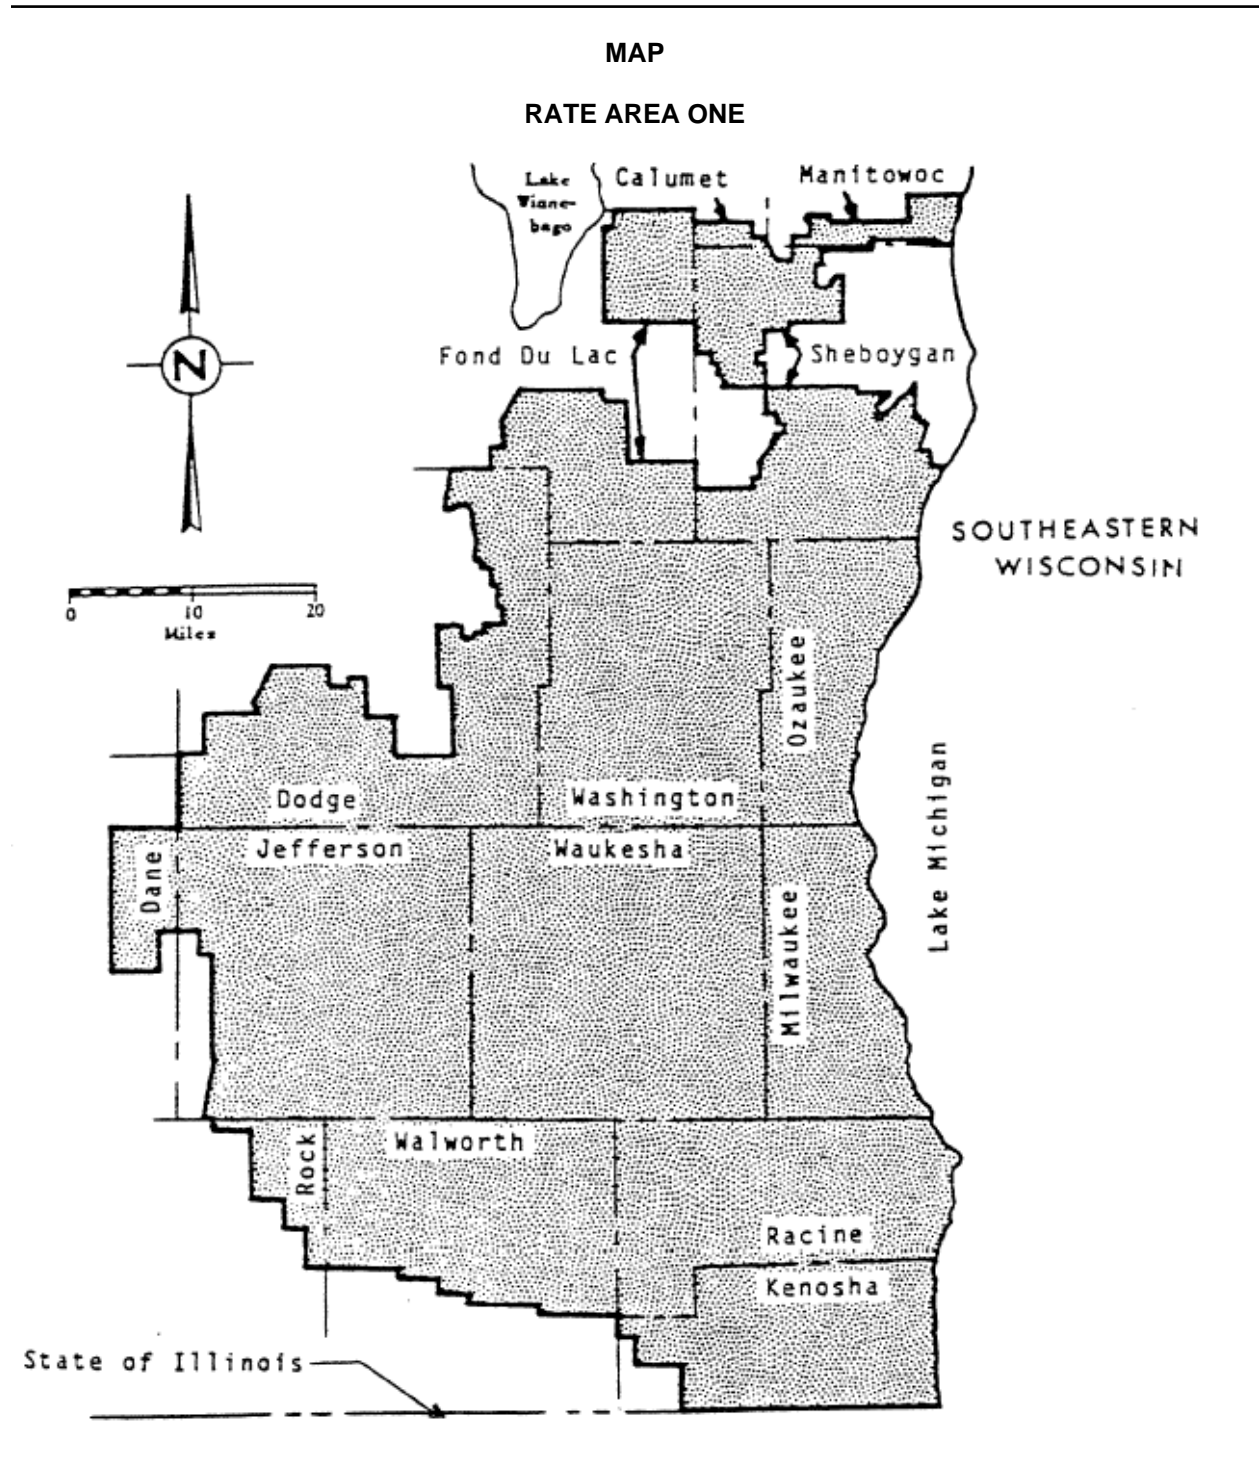 MAP
RATE AREA ONE
Lake
Winne-
bago
Calumet
Manitowoc
Fond Du Lac
Sheboygan
N
SOUTHEASTERN
WISCONSIN
0 10 20
Miles
Ozaukee
Dodge
Washington
Lake Michigan
Jefferson
Waukesha
Dane
Milwaukee
Rock
Walworth
Racine
Kenosha
State of Illinois